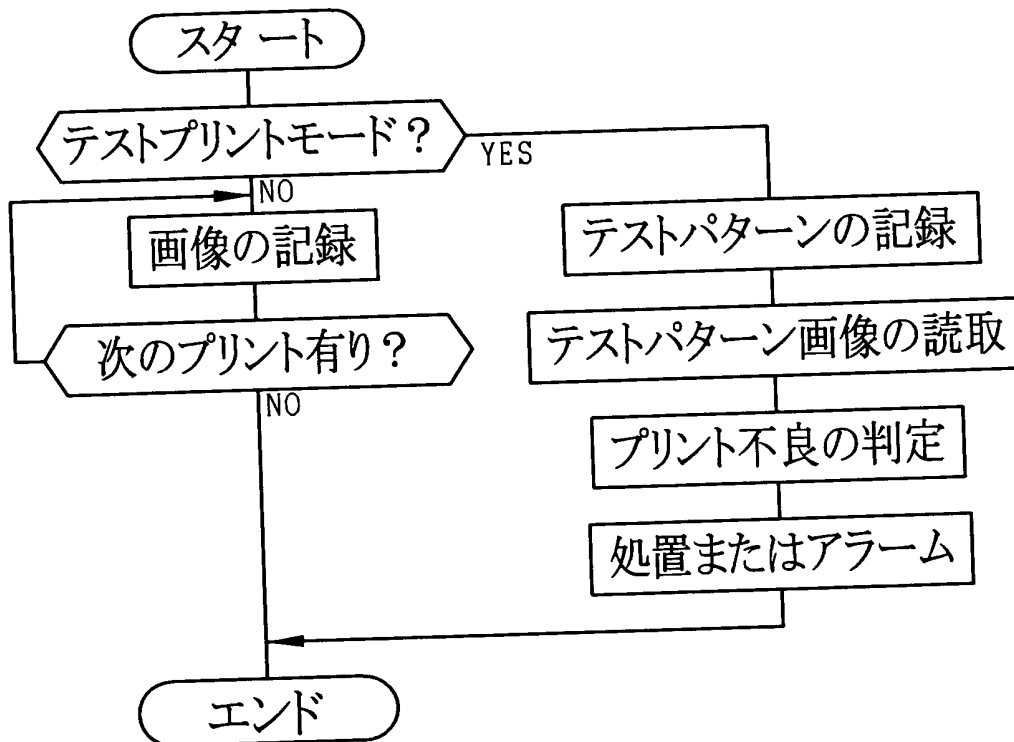 スタート
テストプリントモード？
YES
NO
画像の記録
次のプリント有り？
NO
テストパターンの記録
テストパターン画像の読取
プリント不良の判定
処置またはアラーム
エンド